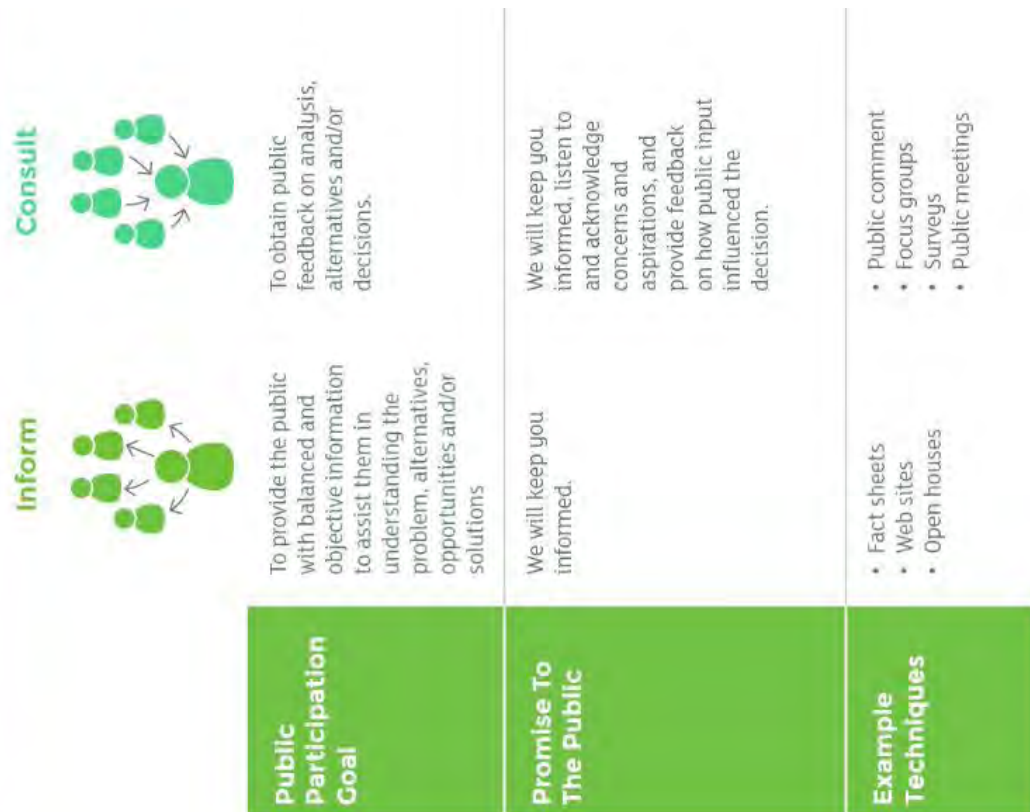 Inform
Consult
Public
Participation
Goal
To provide the public
with balanced and
objective information
to assist them in
understanding the
problem, alternatives,
opportunities and/or
solutions
To obtain public
feedback on analysis,
alternatives and/or
decisions.
Promise To
The Public
We will keep you
informed.
We will keep you
informed, listen to
and acknowledge
concerns and
aspirations, and
provide feedback
on how public input
influenced the
decision.
Example
Techniques
• Fact sheets
• Web sites
• Open houses
• Public comment
• Focus groups
• Surveys
• Public meetings